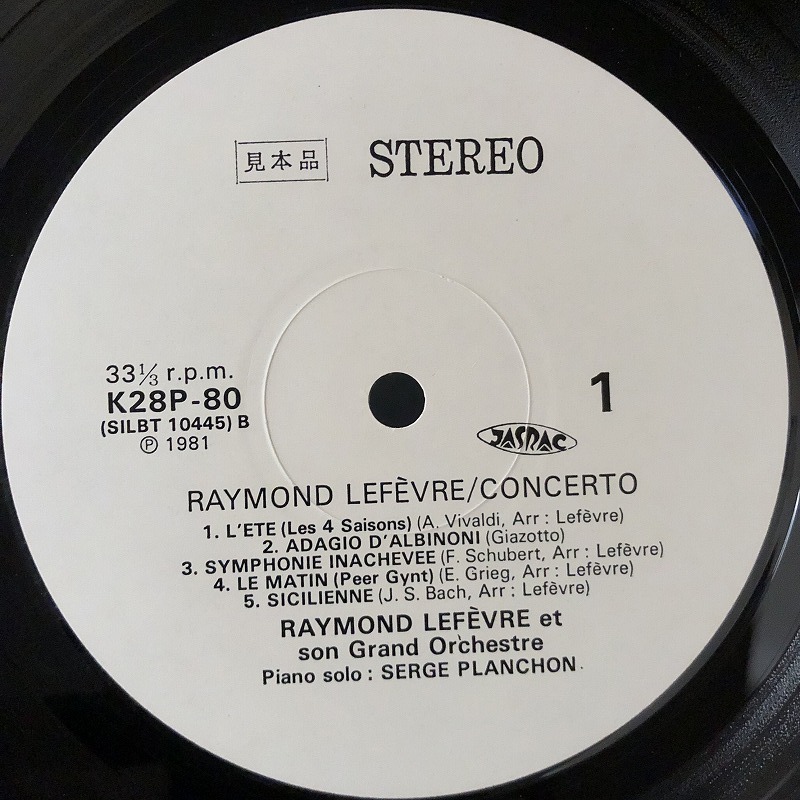 見本品 STEREO
33⅓ r.p.m.
K28P-80
(SILBT 10445) B
℗ 1981
1
JASRAC
RAYMOND LEFÈVRE/CONCERTO
1. L'ETE (Les 4 Saisons) (A. Vivaldi, Arr : Lefèvre)
2. ADAGIO D'ALBINONI (Giazotto)
3. SYMPHONIE INACHEVEE (F. Schubert, Arr : Lefèvre)
4. LE MATIN (Peer Gynt) (E. Grieg, Arr : Lefèvre)
5. SICILIENNE (J. S. Bach, Arr : Lefèvre)
RAYMOND LEFÈVRE et
son Grand Orchestre
Piano solo : SERGE PLANCHON